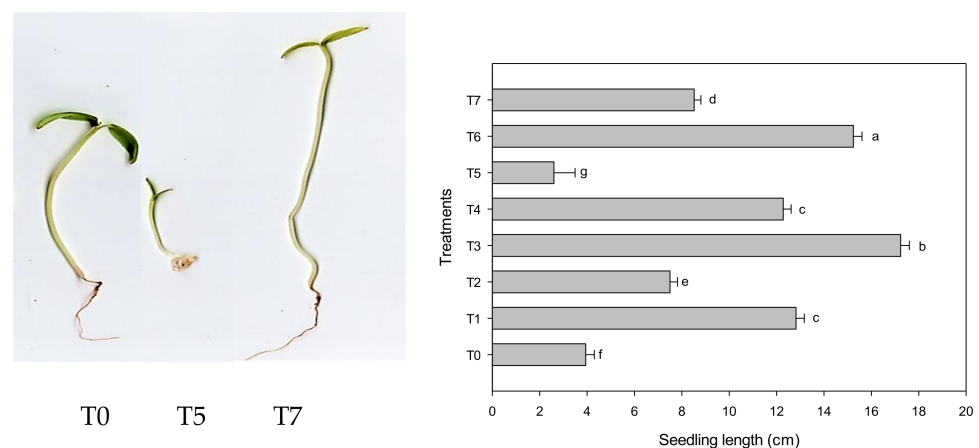 T0 T5 T7
Treatments
T7 d
T6 a
T5 g
T4 c
T3 b
T2 e
T1 c
T0 f
0 2 4 6 8 10 12 14 16 18 20
Seedling length (cm)